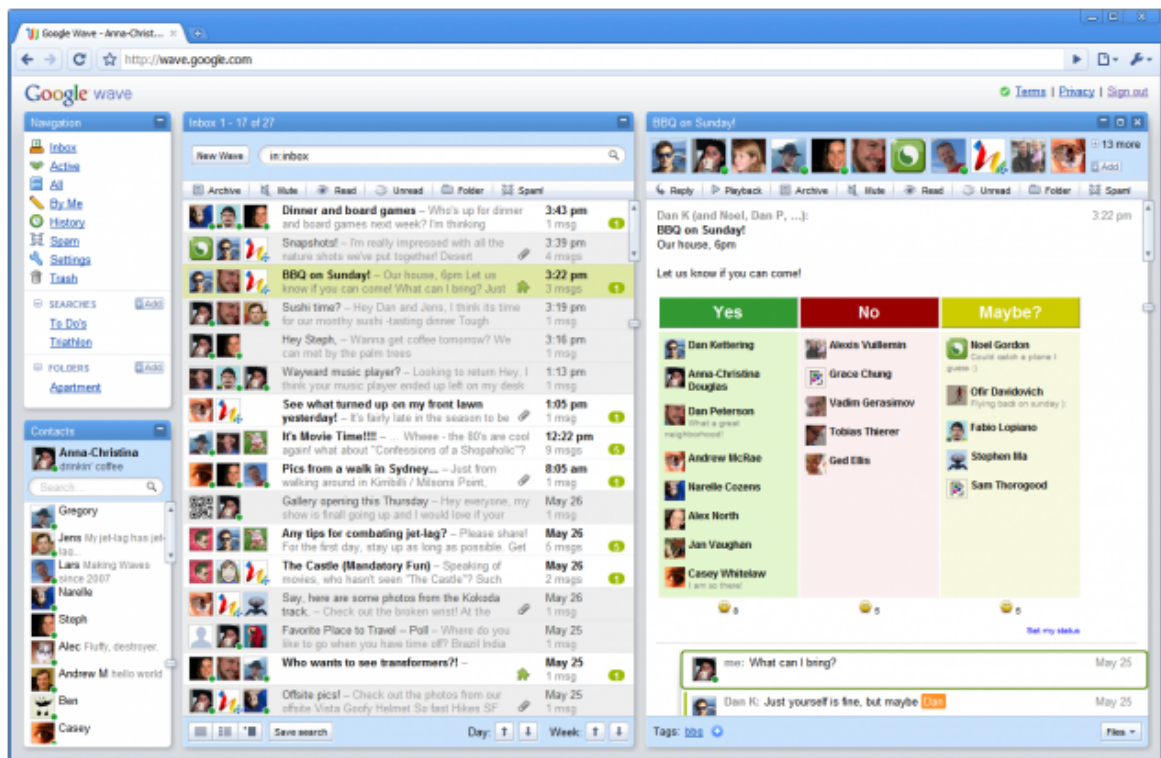 Google Wave - Anna-Christ...
http://wave.google.com
Google wave
Terms | Privacy | Sign out
Navigation
Inbox
Active
All
By Me
History
Spam
Settings
Trash
SEARCHES Add
To Do's
Triathlon
FOLDERS Add
Apartment
Contacts
Anna-Christina
drinkin' coffee
Search...
Gregory
Jens My jet-lag has jet-
lag...
Lars Making Waves
since 2007
Narelle
Steph
Alec Fluffy, destroyer.
Andrew M hello world
Ben
Casey
Inbox 1 - 17 of 27
New Wave in:inbox
Archive Mute Read Unread Folder Spam!
Dinner and board games – Who's up for dinner 3:43 pm
and board games next week? I'm thinking 1 msg 1
Snapshots! – I'm really impressed with all the 3:39 pm
nature shots we've put together! Desert 4 msgs
BBQ on Sunday! – Our house, 6pm Let us 3:22 pm
know if you can come! What can I bring? Just 3 msgs 1
Sushi time? – Hey Dan and Jens, I think its time 3:19 pm
for our monthy sushi -tasting dinner Tough 1 msg
Hey Steph, – Wanna get coffee tomorrow? We 3:16 pm
can met by the palm trees 1 msg
Wayward music player? – Looking to return Hey, I 1:13 pm
think your music player ended up left on my desk 1 msg
See what turned up on my front lawn 1:05 pm
yesterday! – It's fairly late in the season to be 1 msg 1
It's Movie Time!!!! – ... Wheee - the 80's are cool 12:22 pm
again! what about "Confessions of a Shopaholic"? 9 msgs 5
Pics from a walk in Sydney... – Just from 8:05 am
walking around in Kirribilli / Milsons Point, 1 msg 1
Gallery opening this Thursday – Hey everyone, my May 26
show is finall going up and I would love if your 1 msg
Any tips for combating jet-lag? – Please share! May 26
For the first day, stay up as long as possible. Get 5 msgs 5
The Castle (Mandatory Fun) – Speaking of May 26
movies, who hasn't seen "The Castle"? Such 2 msgs 1
Say, here are some photos from the Kokoda May 26
track. – Check out the broken wrist! At the 1 msg
Favorite Place to Travel – Poll – Where do you May 25
like to go when you have time off? Brazil India 1 msg
Who wants to see transformers?! – May 25
1 msg 1
Offsite pics! – Check out the photos from our May 25
offsite Vista Goofy Helmet So fast Hikes SF 1 msg
Save search Day: Week:
BBQ on Sunday!
13 more
Add
Reply Playback Archive Mute Read Unread Folder Spam!
Dan K (and Noel, Dan P, ...): 3:22 pm
BBQ on Sunday!
Our house, 6pm
Let us know if you can come!
Yes
Dan Kettering
Anna-Christina
Douglas
Dan Peterson
What a great
neighborhood!
Andrew McRae
Narelle Cozens
Alex North
Jan Vaughan
Casey Whitelaw
I am so there!
8
No
Alexis Vuillemin
Grace Chung
Vadim Gerasimov
Tobias Thierer
Ged Ellis
5
Maybe?
Noel Gordon
Could catch a plane I
guess :)
Ofir Davidovich
Flying back on sunday ):
Fabio Lopiano
Stephen Ma
Sam Thorogood
5
Set my status
me: What can I bring? May 25
Dan K: Just yourself is fine, but maybe Dan May 25
Tags: bbq
Files